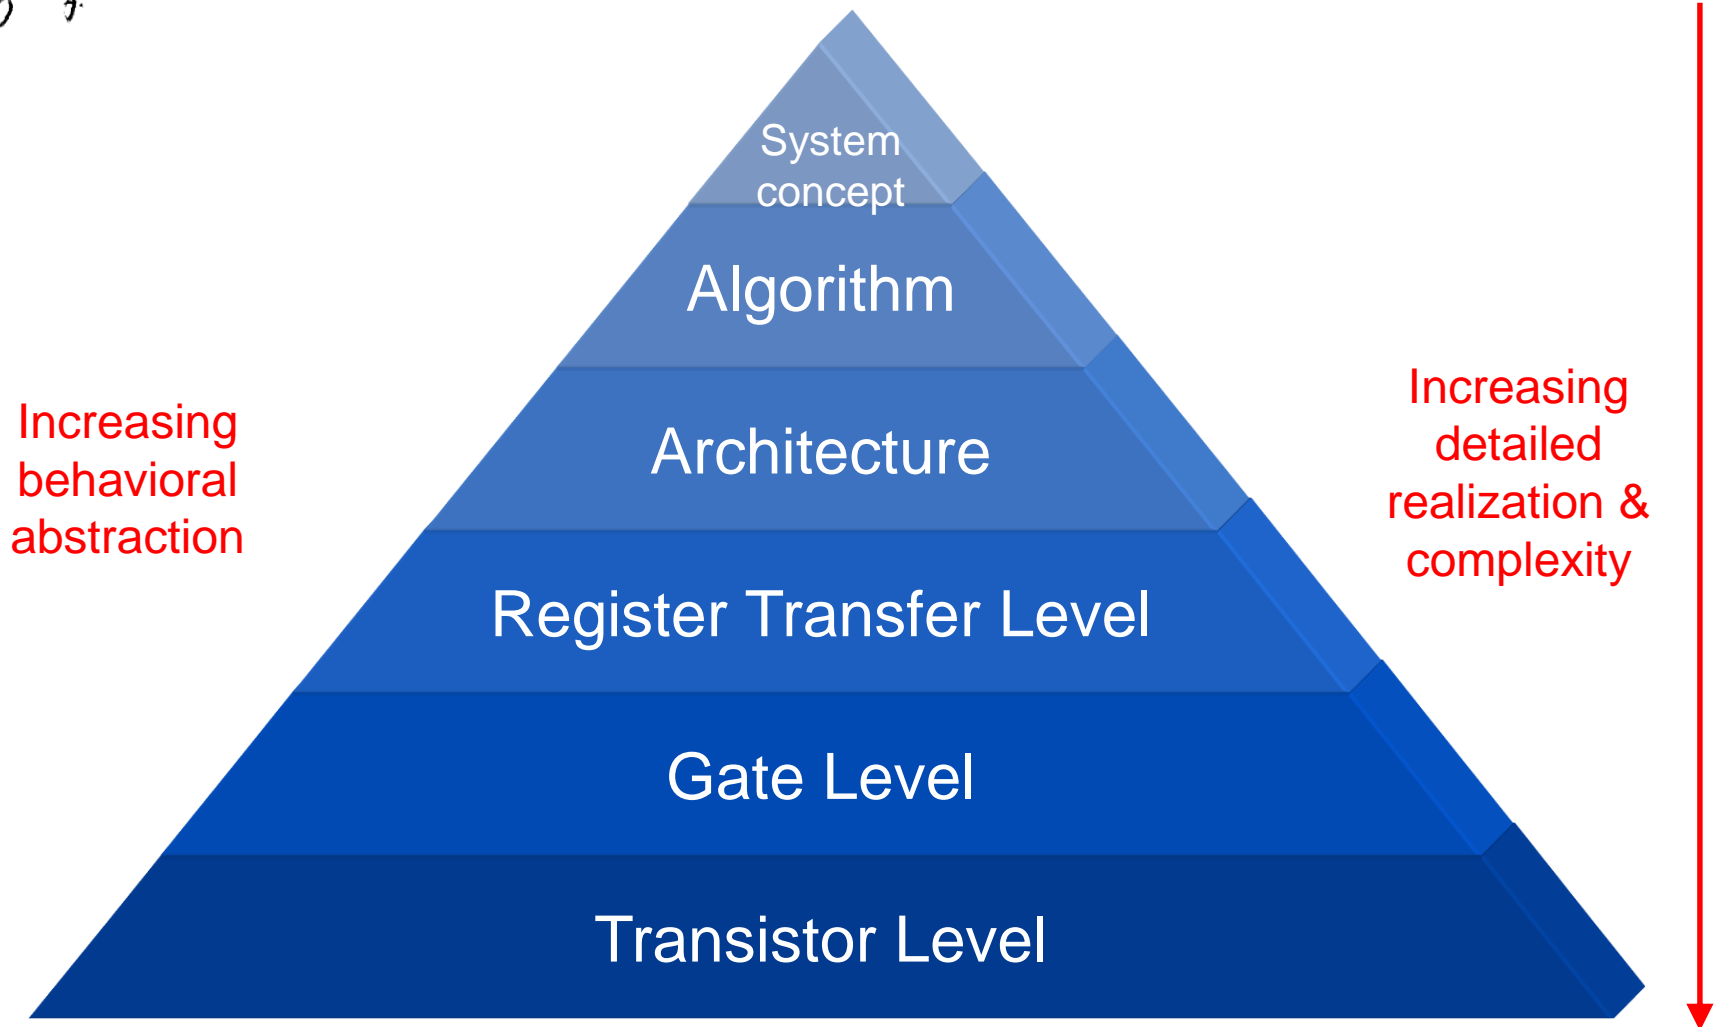 System
concept
Algorithm
Architecture
Register Transfer Level
Gate Level
Transistor Level
Increasing
behavioral
abstraction
Increasing
detailed
realization &
complexity